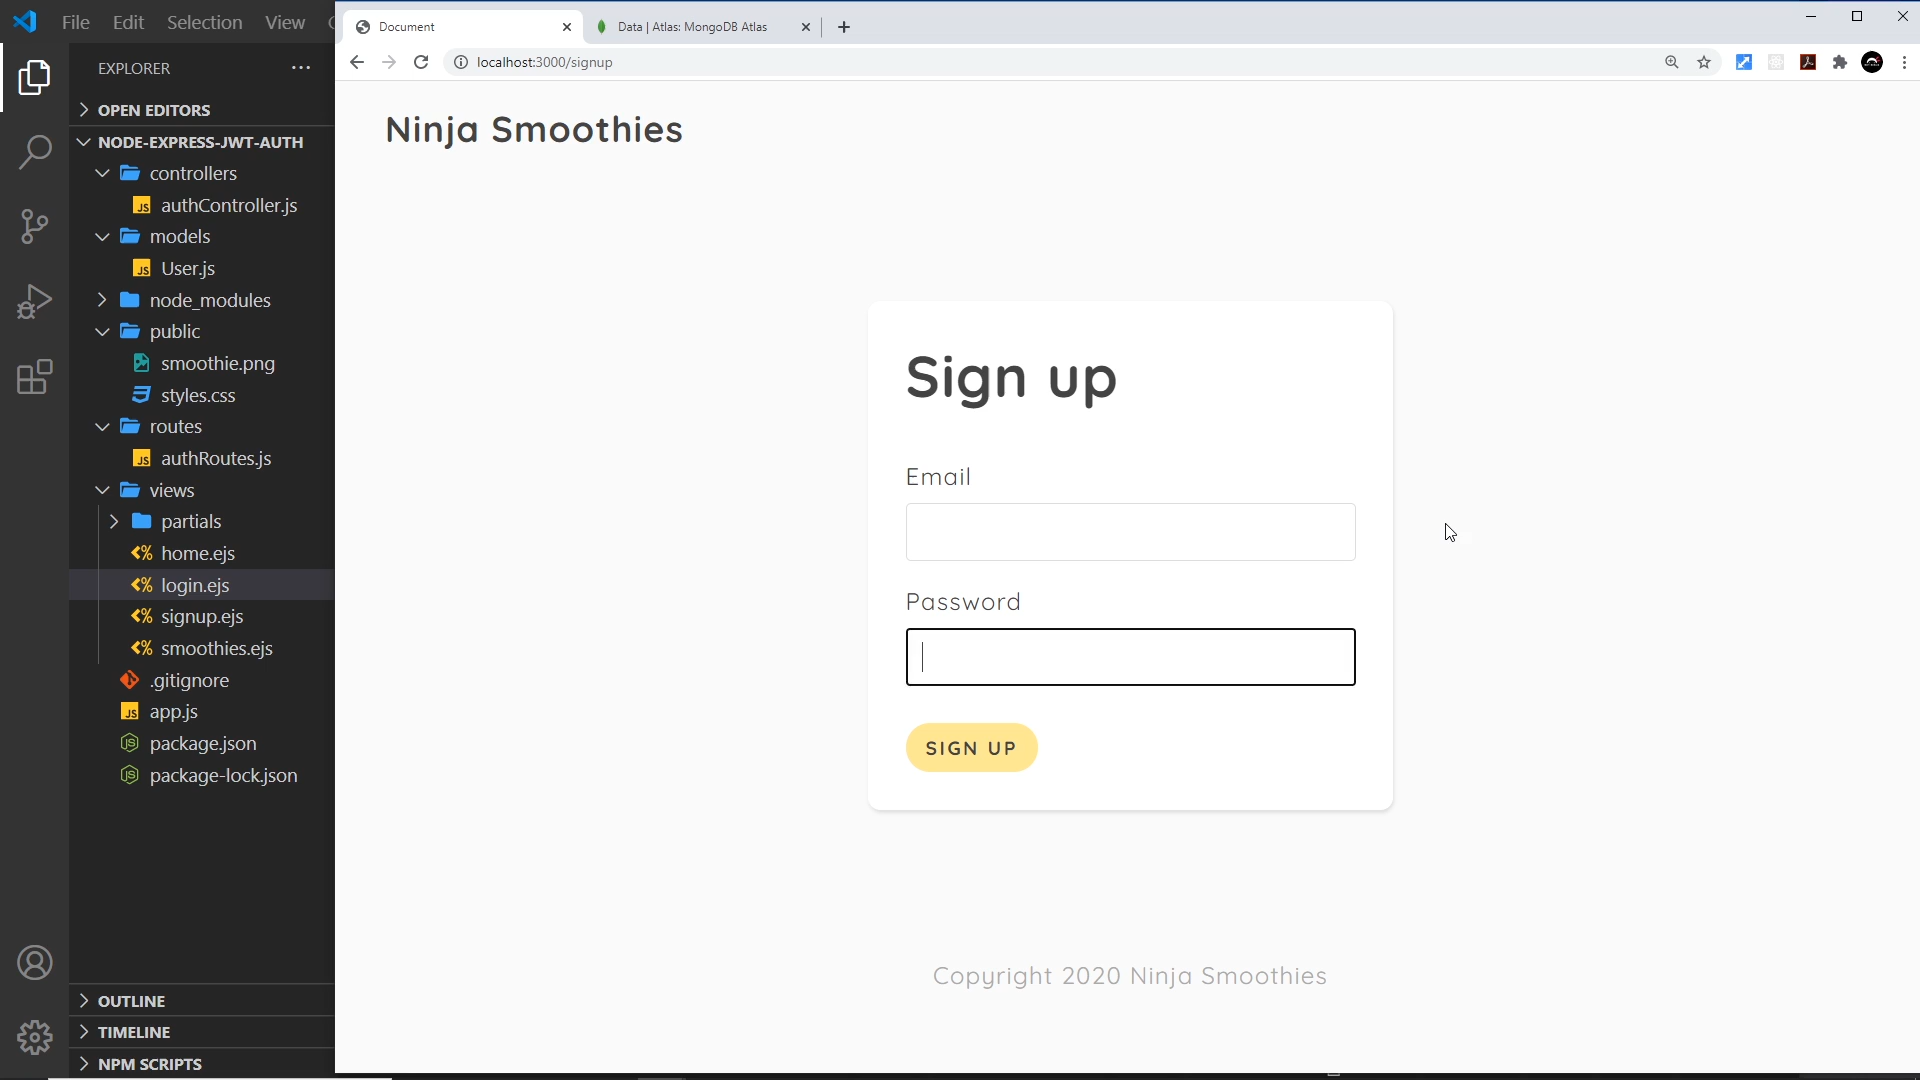 File Edit Selection View
Document
Data | Atlas: MongoDB Atlas
localhost:3000/signup
EXPLORER
OPEN EDITORS
NODE-EXPRESS-JWT-AUTH
controllers
authController.js
models
User.js
node_modules
public
smoothie.png
styles.css
routes
authRoutes.js
views
partials
home.ejs
login.ejs
signup.ejs
smoothies.ejs
.gitignore
app.js
package.json
package-lock.json
OUTLINE
TIMELINE
NPM SCRIPTS
Ninja Smoothies
Sign up
Email
Password
SIGN UP
Copyright 2020 Ninja Smoothies